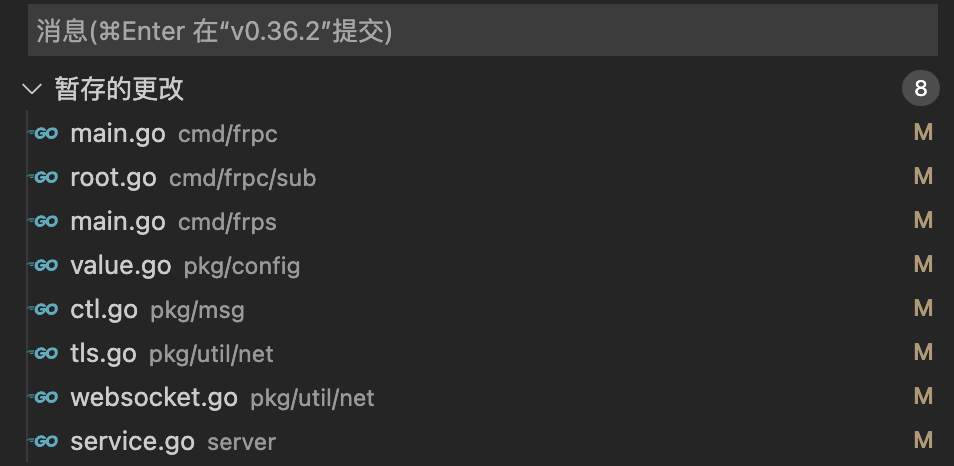 消息(⌘Enter 在“v0.36.2”提交)
暂存的更改 8
GO main.go cmd/frpc M
GO root.go cmd/frpc/sub M
GO main.go cmd/frps M
GO value.go pkg/config M
GO ctl.go pkg/msg M
GO tls.go pkg/util/net M
GO websocket.go pkg/util/net M
GO service.go server M